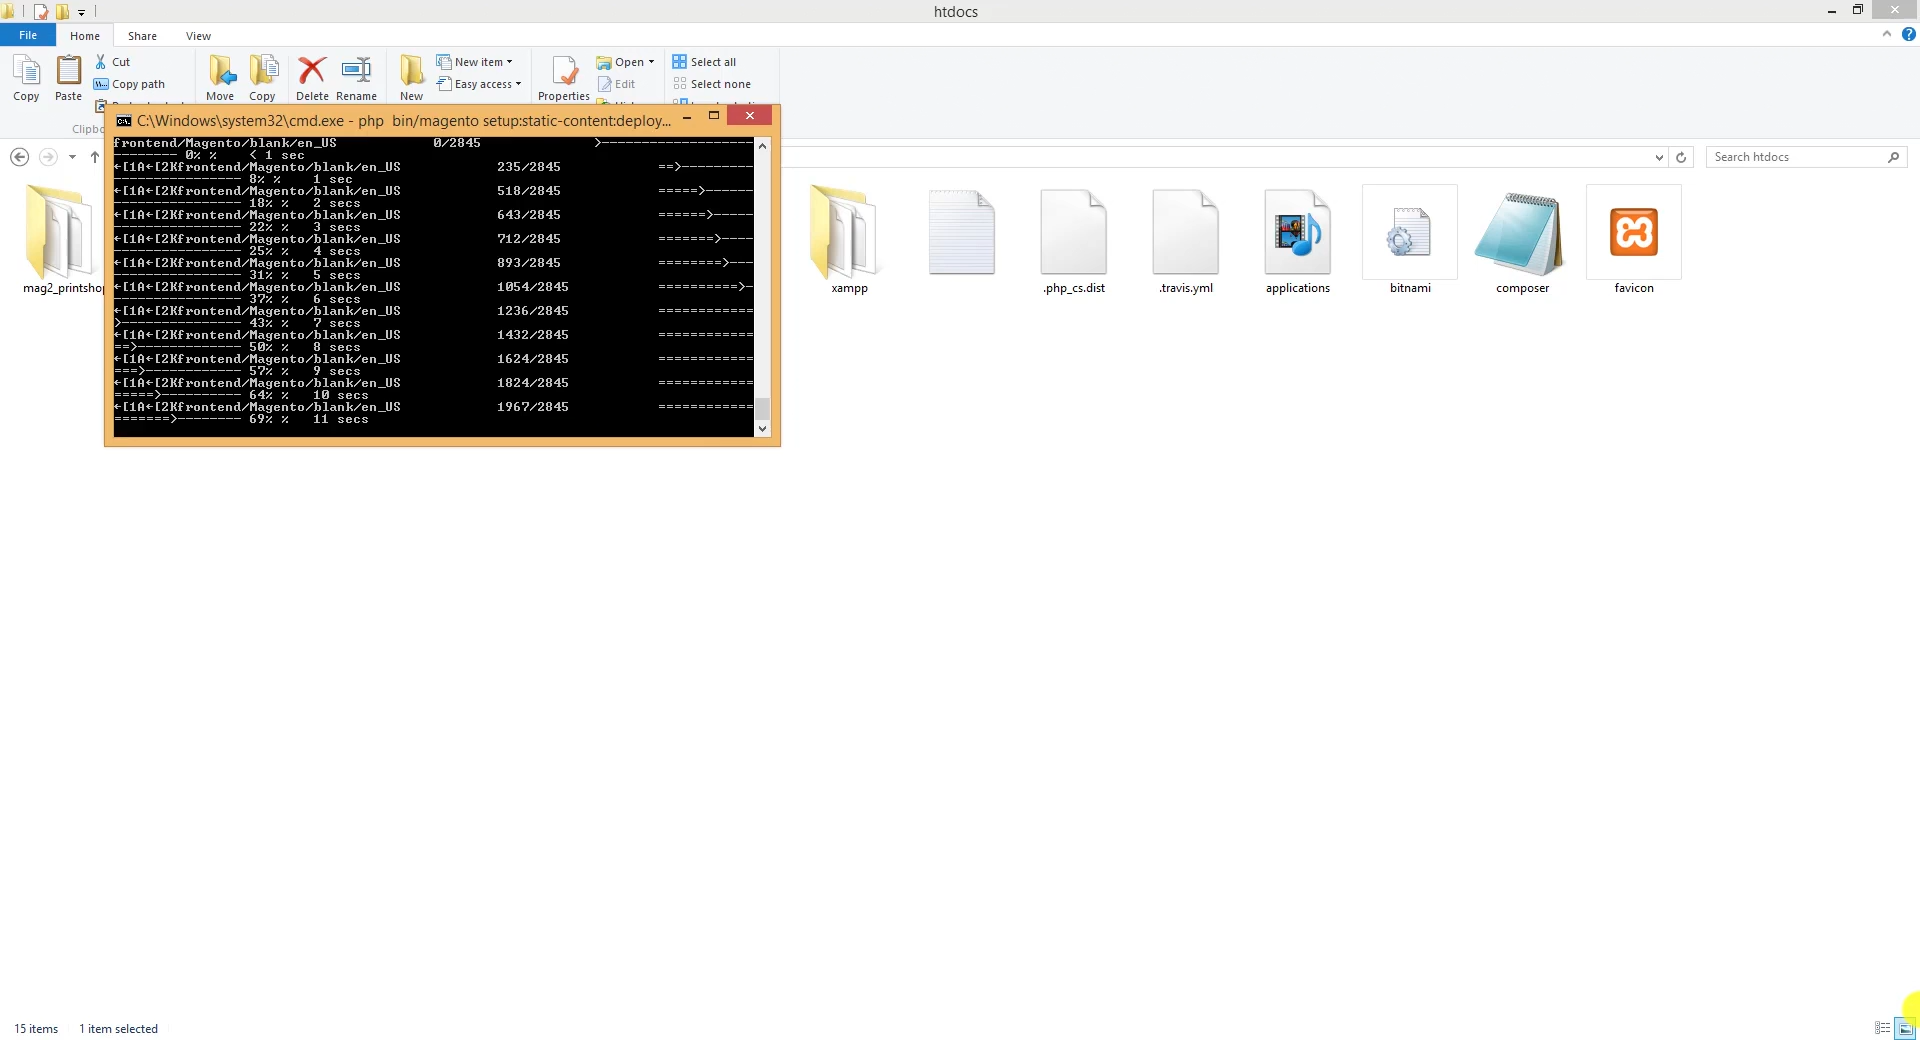 htdocs
File Home Share View
Cut
Copy path
Copy Paste Move Copy Delete Rename New
New item
Easy access
Properties
Open
Edit
Select all
Select none
C:\Windows\system32\cmd.exe - php  bin/magento setup:static-content:deploy...
frontend/Magento/blank/en_US 0/2845 >-------------------
-------- 0% %    < 1 sec
←[1A←[2Kfrontend/Magento/blank/en_US 235/2845 ==>---------
---------------- 8% %    1 sec
←[1A←[2Kfrontend/Magento/blank/en_US 518/2845 =====>------
---------------- 18% %   2 secs
←[1A←[2Kfrontend/Magento/blank/en_US 643/2845 ======>-----
---------------- 22% %   3 secs
←[1A←[2Kfrontend/Magento/blank/en_US 712/2845 =======>----
---------------- 25% %   4 secs
←[1A←[2Kfrontend/Magento/blank/en_US 893/2845 ========>---
---------------- 31% %   5 secs
←[1A←[2Kfrontend/Magento/blank/en_US 1054/2845 ==========>-
---------------- 37% %   6 secs
←[1A←[2Kfrontend/Magento/blank/en_US 1236/2845 ============
>--------------- 43% %   7 secs
←[1A←[2Kfrontend/Magento/blank/en_US 1432/2845 ============
==>------------- 50% %   8 secs
←[1A←[2Kfrontend/Magento/blank/en_US 1624/2845 ============
===>------------ 57% %   9 secs
←[1A←[2Kfrontend/Magento/blank/en_US 1824/2845 ============
=====>---------- 64% %   10 secs
←[1A←[2Kfrontend/Magento/blank/en_US 1967/2845 ============
=======>-------- 69% %   11 secs
Search htdocs
mag2_printshop xampp .php_cs.dist .travis.yml applications bitnami composer favicon
15 items 1 item selected